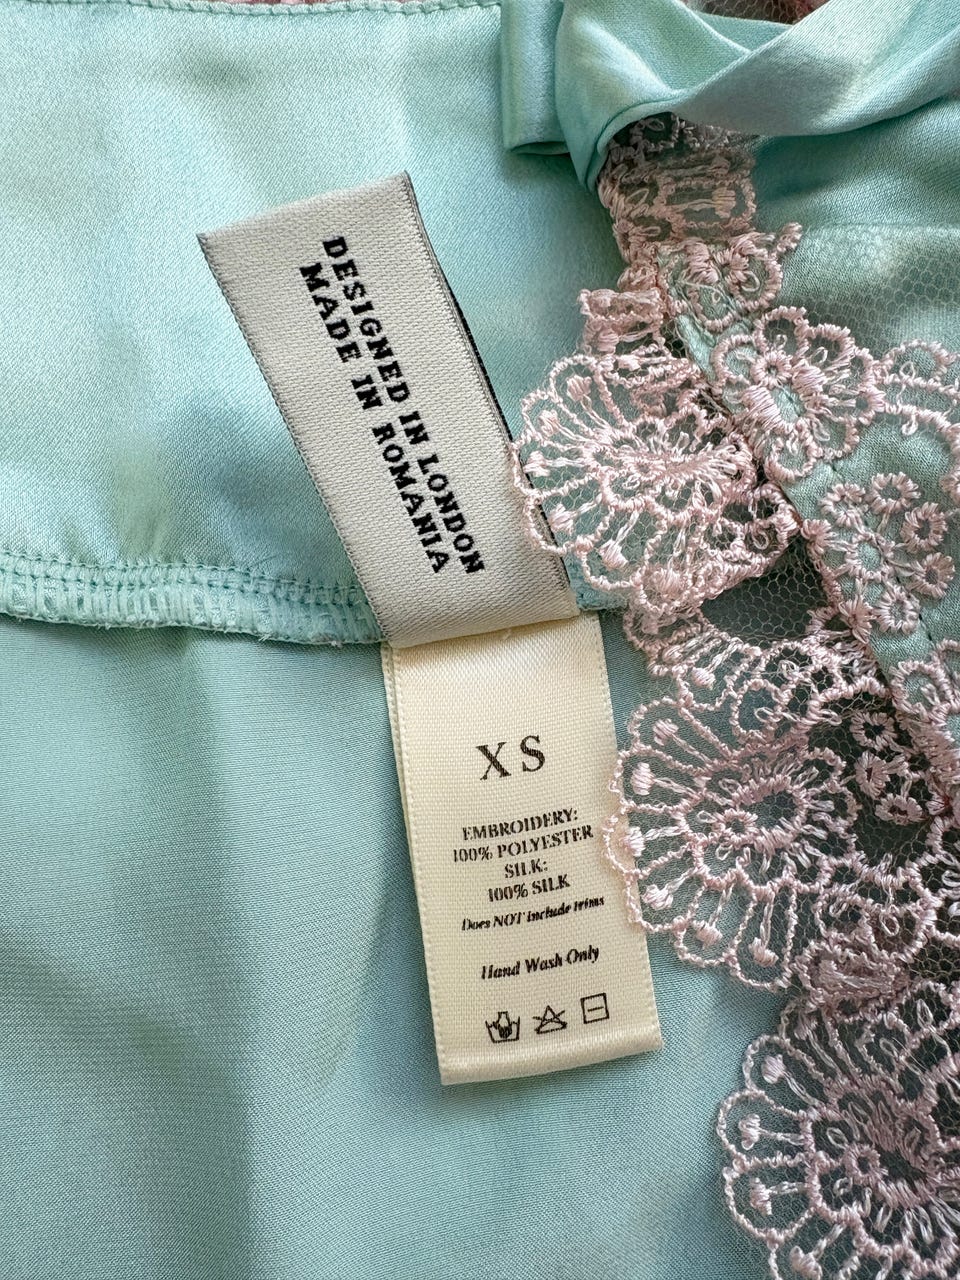 DESIGNED IN LONDON
MADE IN ROMANIA
XS
EMBROIDERY:
100% POLYESTER
SILK:
100% SILK
Does NOT include trims
Hand Wash Only